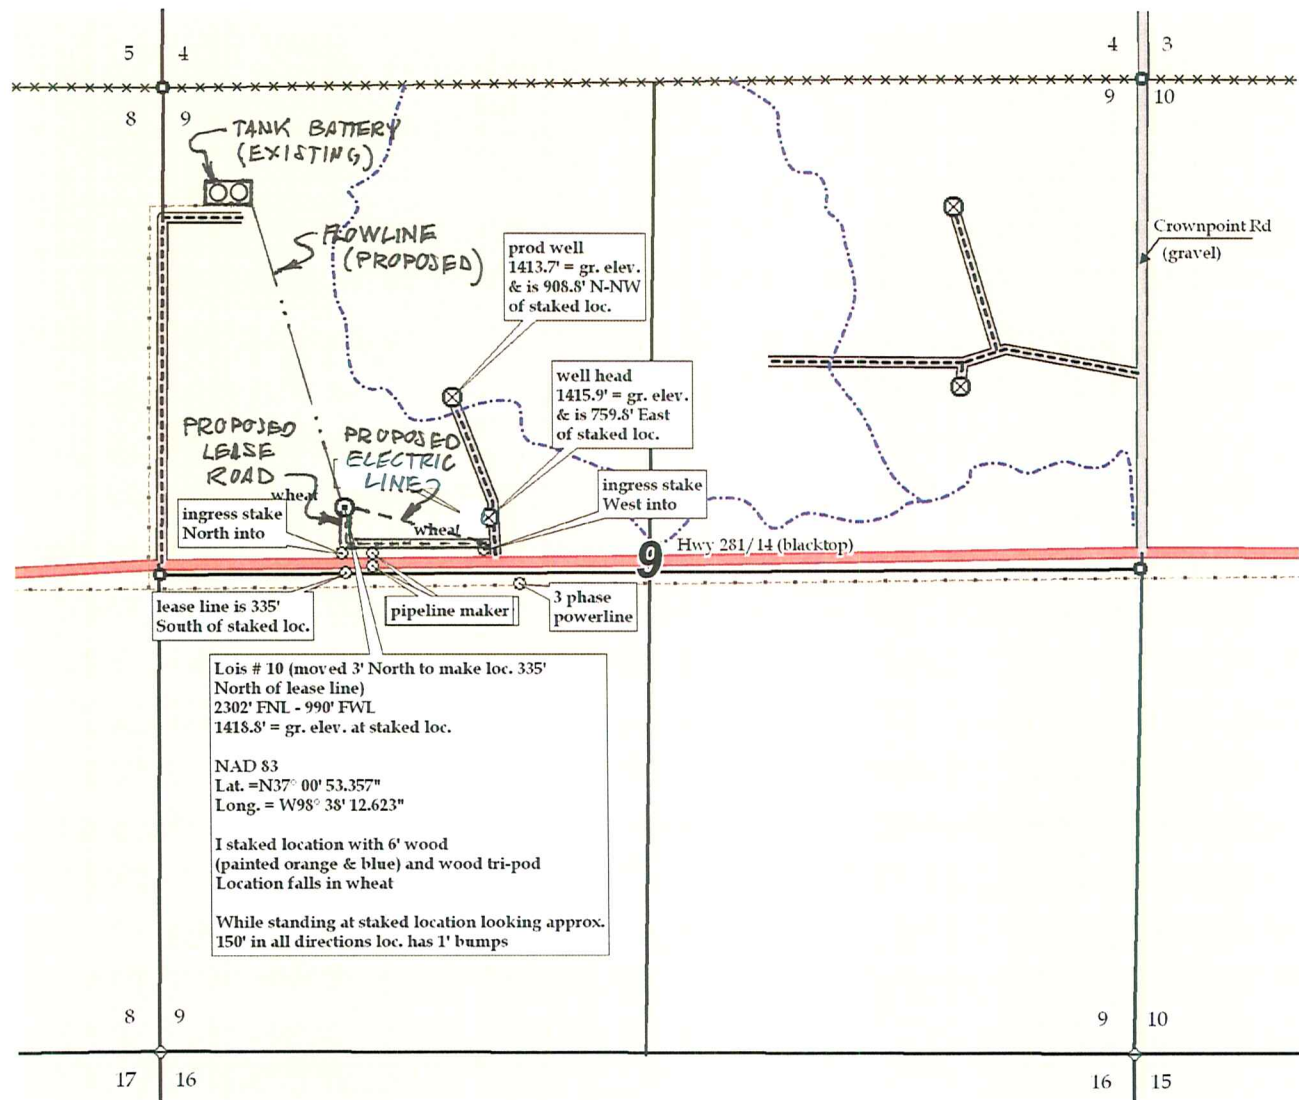 5 4
4 3
8 9
9 10
TANK BATTERY
(EXISTING)
FLOWLINE
(PROPOSED)
prod well
1413.7' = gr. elev.
& is 908.8' N-NW
of staked loc.
Crownpoint Rd
(gravel)
well head
1415.9' = gr. elev.
& is 759.8' East
of staked loc.
PROPOSED
LEASE
ROAD
PROPOSED
ELECTRIC
LINE
wheat
ingress stake
North into
wheat
ingress stake
West into
9
Hwy 281/14 (blacktop)
lease line is 335'
South of staked loc.
pipeline maker
3 phase
powerline
Lois # 10 (moved 3' North to make loc. 335'
North of lease line)
2302' FNL - 990' FWL
1418.8' = gr. elev. at staked loc.
NAD 83
Lat. =N37° 00' 53.357"
Long. = W98° 38' 12.623"
I staked location with 6' wood
(painted orange & blue) and wood tri-pod
Location falls in wheat
While standing at staked location looking approx.
150' in all directions loc. has 1' bumps
8 9
9 10
17 16
16 15